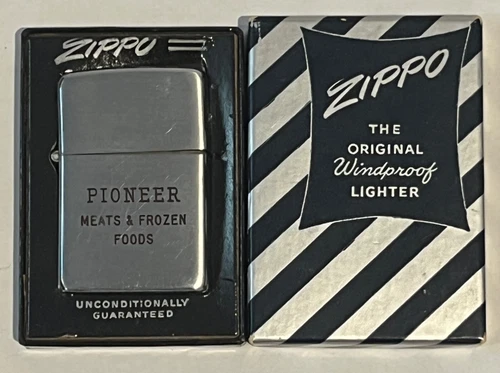 ZIPPO
PIONEER
MEATS & FROZEN
FOODS
UNCONDITIONALLY
GUARANTEED
ZIPPO
THE
ORIGINAL
Windproof
LIGHTER